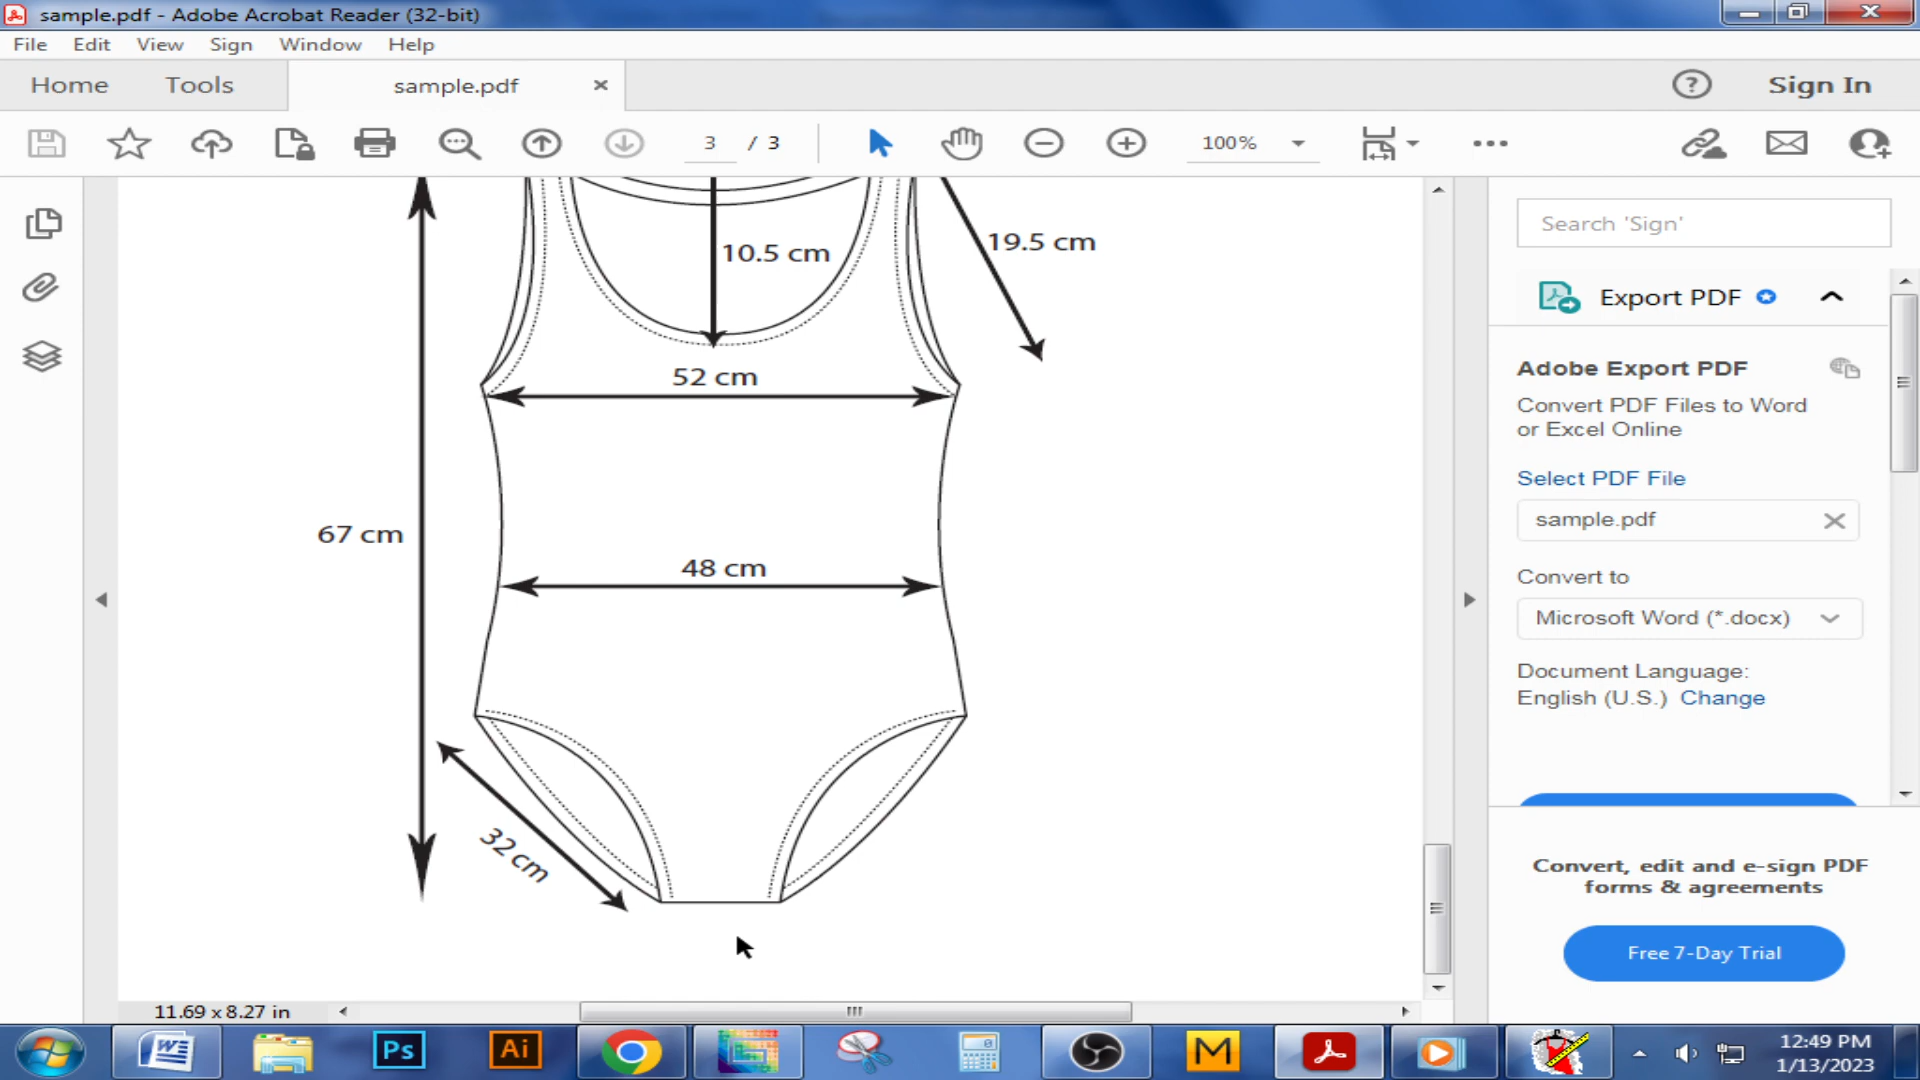 sample.pdf - Adobe Acrobat Reader (32-bit)
File Edit View Sign Window Help
Home Tools sample.pdf Sign In
3 / 3 100%
10.5 cm
19.5 cm
52 cm
67 cm
48 cm
32 cm
11.69 x 8.27 in
Search 'Sign'
Export PDF
Adobe Export PDF
Convert PDF Files to Word
or Excel Online
Select PDF File
sample.pdf
Convert to
Microsoft Word (*.docx)
Document Language:
English (U.S.) Change
Convert, edit and e-sign PDF
forms & agreements
Free 7-Day Trial
Ps Ai M
12:49 PM
1/13/2023